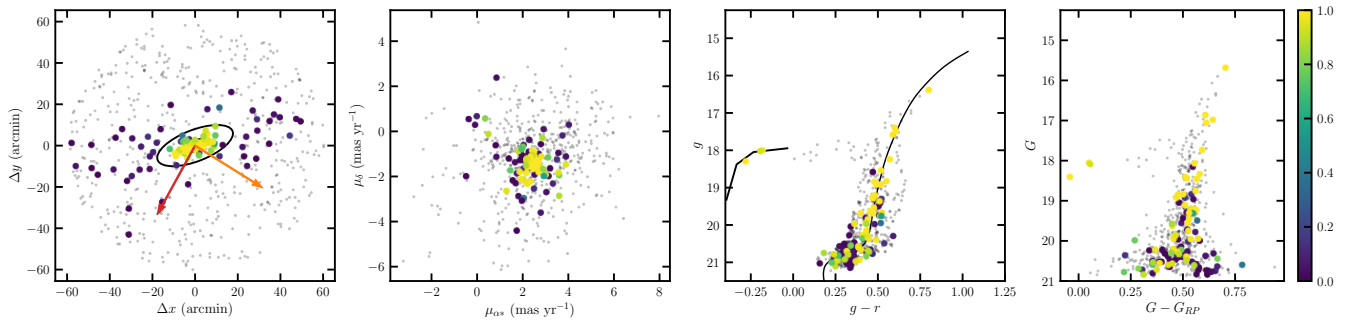 60
40
20
0
−20
−40
−60
−60 −40 −20 0 20 40 60
Δx (arcmin)
Δy (arcmin)
4
2
0
−2
−4
−6
−2 0 2 4 6 8
μα* (mas yr⁻¹)
μδ (mas yr⁻¹)
15
16
17
18
19
20
21
−0.25 0.00 0.25 0.50 0.75 1.00 1.25
g − r
g
15
16
17
18
19
20
21
0.00 0.25 0.50 0.75
G − G_RP
G
1.0
0.8
0.6
0.4
0.2
0.0